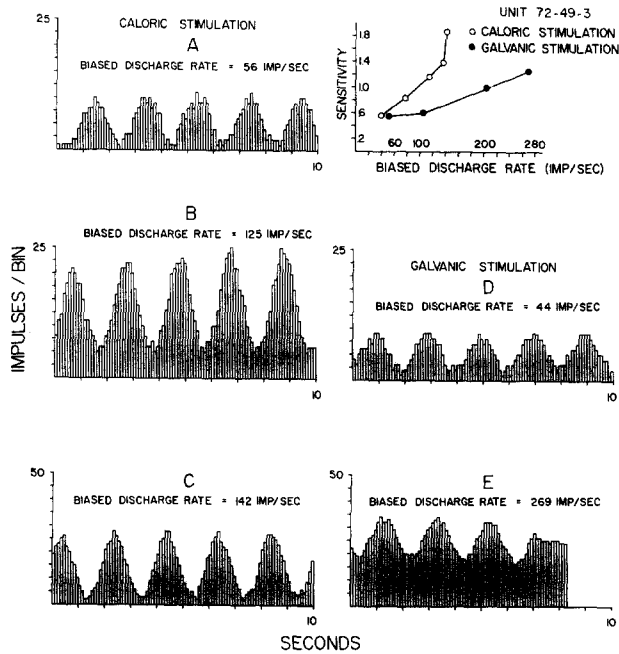 25
CALORIC STIMULATION
A
BIASED DISCHARGE RATE = 56 IMP/SEC
10
UNIT 72-49-3
○ CALORIC STIMULATION
● GALVANIC STIMULATION
SENSITIVITY
1.8
1.4
1.0
.6
.2
60 100 200 280
BIASED DISCHARGE RATE (IMP/SEC)
B
BIASED DISCHARGE RATE = 125 IMP/SEC
25
10
IMPULSES / BIN
25
GALVANIC STIMULATION
D
BIASED DISCHARGE RATE = 44 IMP/SEC
10
50
C
BIASED DISCHARGE RATE = 142 IMP/SEC
10
50
E
BIASED DISCHARGE RATE = 269 IMP/SEC
10
SECONDS